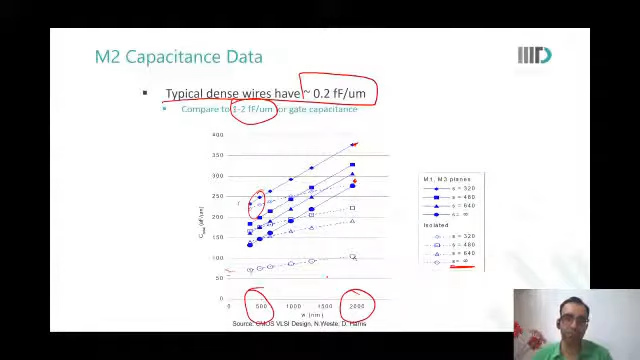 M2 Capacitance Data
Typical dense wires have ~ 0.2 fF/um
Compare to 1-2 fF/um for gate capacitance
400
350
300
250
200
150
100
50
0
0 500 1000 1500 2000
w (nm)
M1, M3 planes
s = 320
s = 480
s = 640
s = ∞
Isolated
s = 320
s = 480
s = 640
s = ∞
Source: CMOS VLSI Design, N.Weste, D. Harris